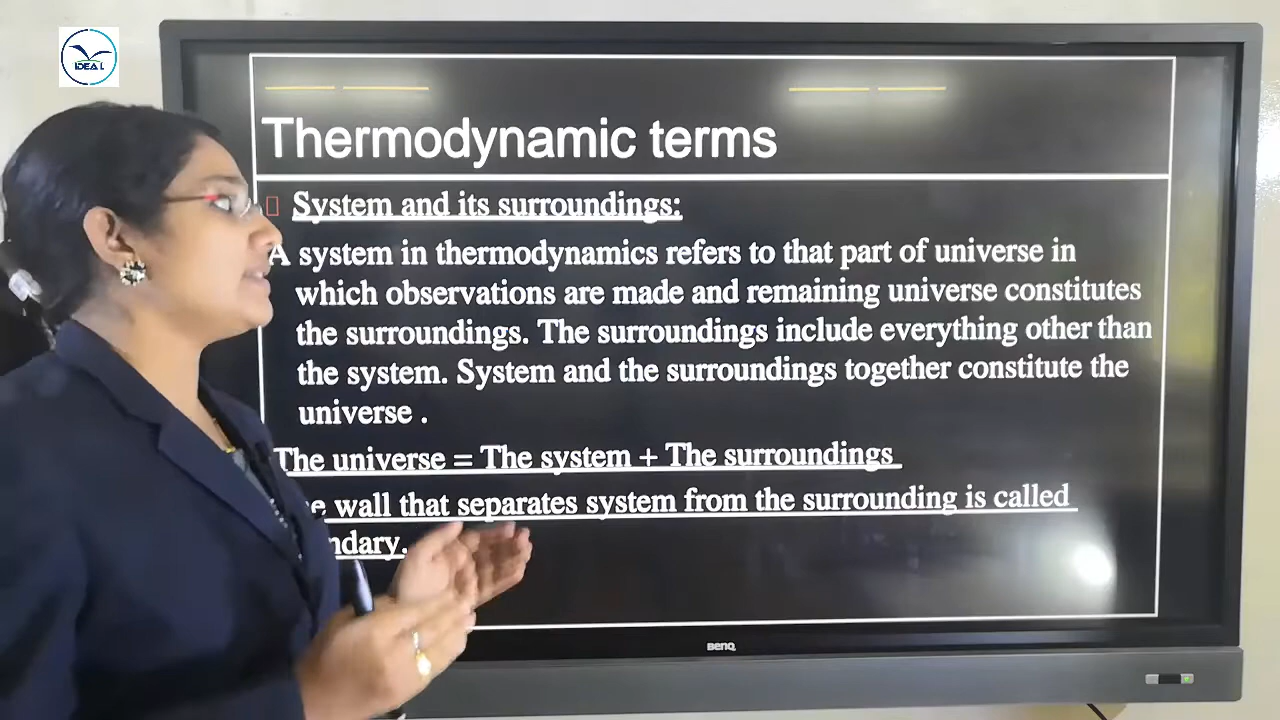 IDEAL
Thermodynamic terms
System and its surroundings:
A system in thermodynamics refers to that part of universe in
which observations are made and remaining universe constitutes
the surroundings. The surroundings include everything other than
the system. System and the surroundings together constitute the
universe .
The universe = The system + The surroundings
wall that separates system from the surrounding is called
BenQ